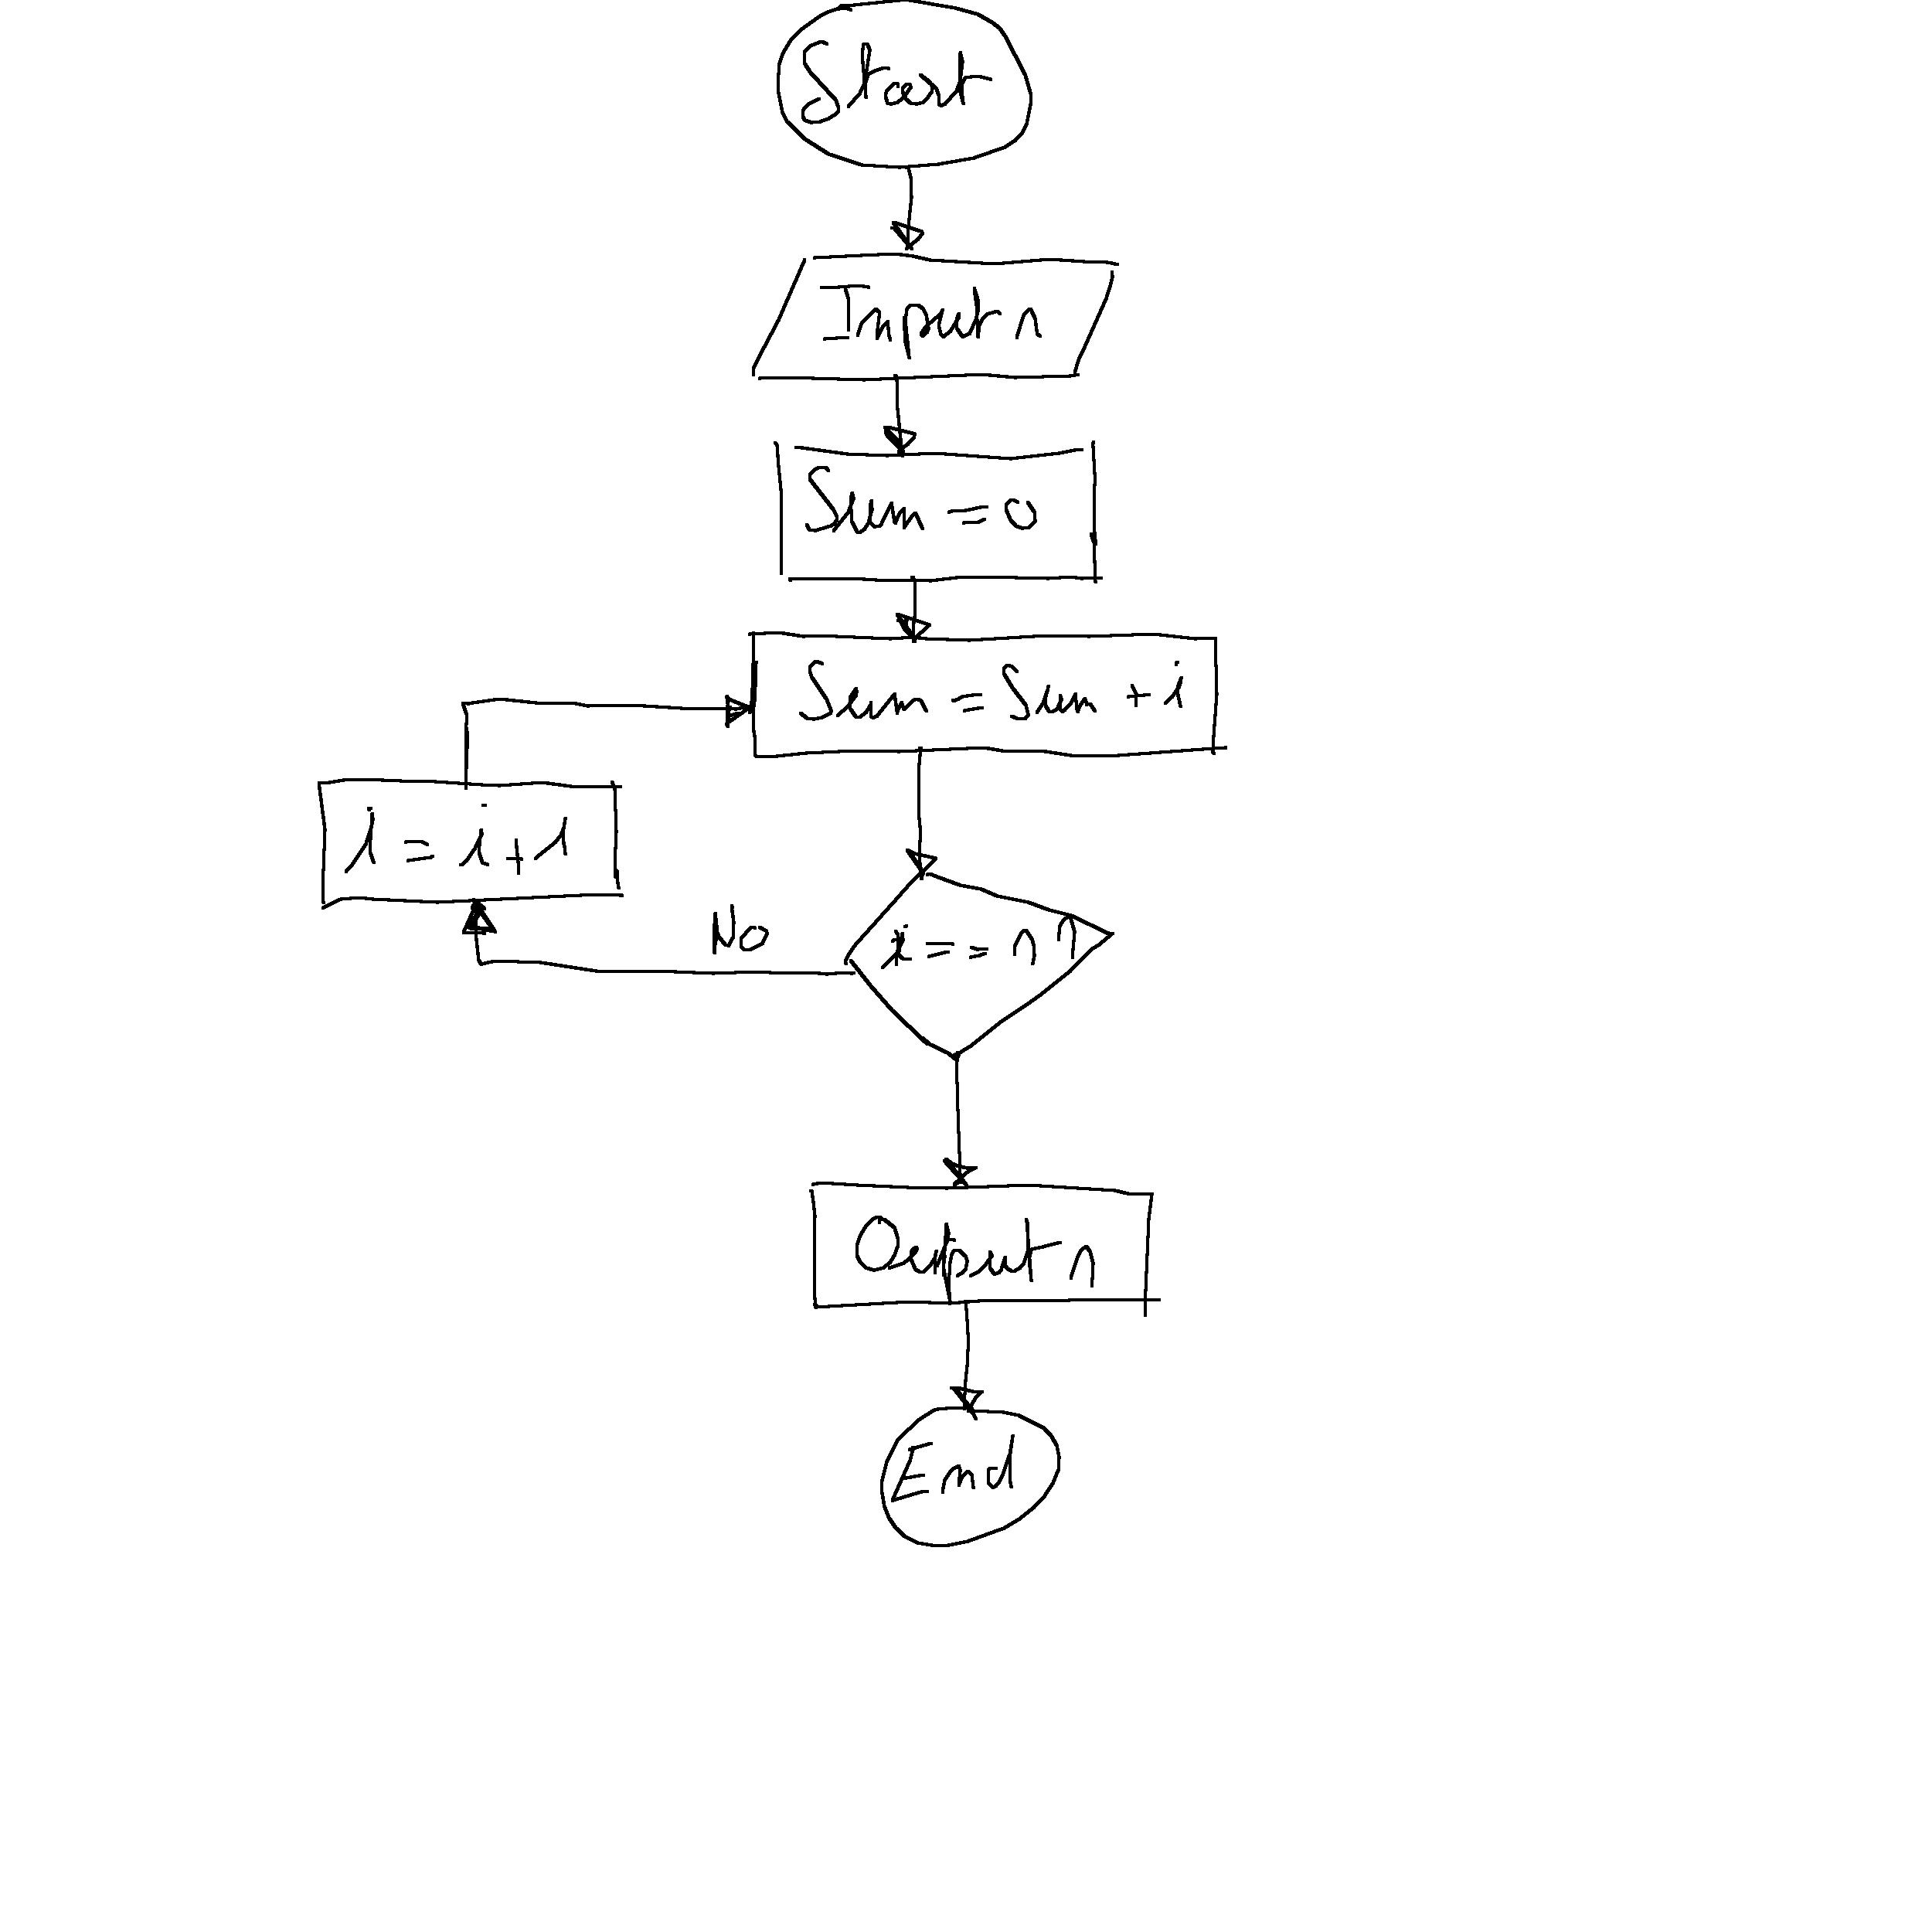 Start
Input n
Sum = 0
Sum = Sum + i
i = i + 1
No
i == n ?
Output n
End